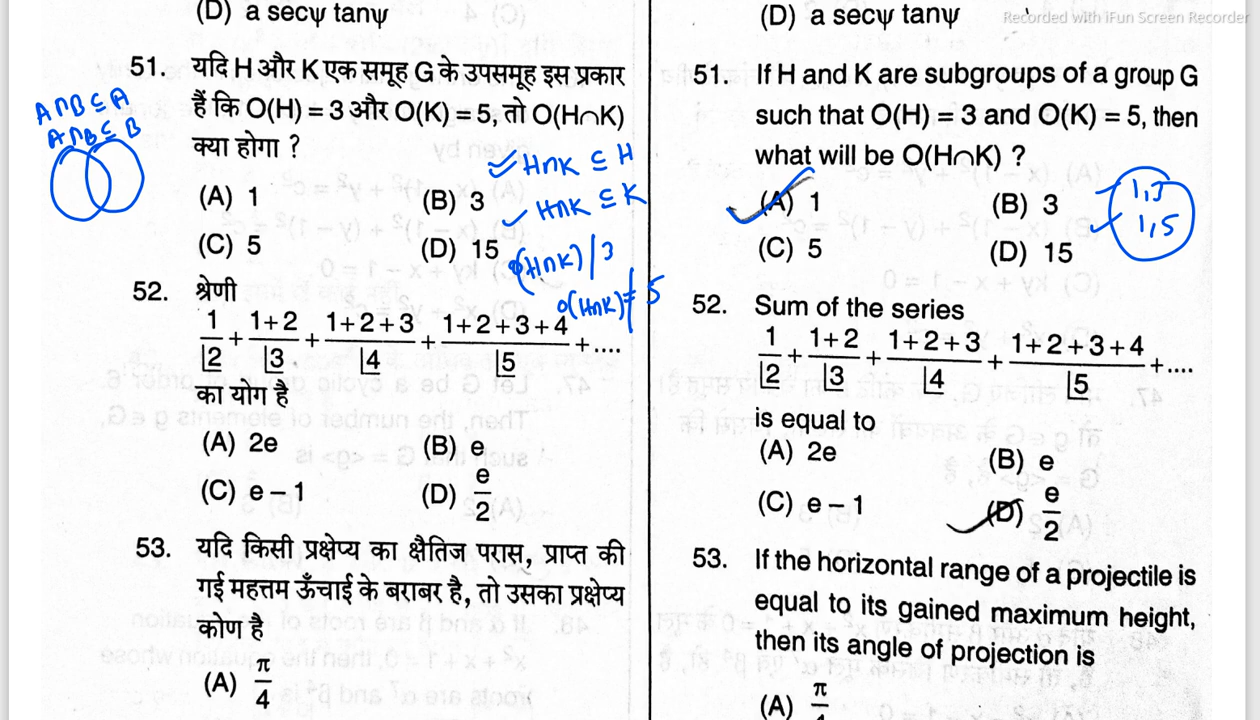 (D) a secψ tanψ
51. यदि H और K एक समूह G के उपसमूह इस प्रकार
हैं कि O(H) = 3 और O(K) = 5, तो O(H∩K)
क्या होगा ?
(A) 1 (B) 3
(C) 5 (D) 15
A∩B ⊆ A
A∩B ⊆ B
H∩K ⊆ H
H∩K ⊆ K
O(H∩K) / 3
O(H∩K) / 5
52. श्रेणी
1/⌊2 + 1+2/⌊3 + 1+2+3/⌊4 + 1+2+3+4/⌊5 +....
का योग है
(A) 2e (B) e
(C) e – 1 (D) e/2
53. यदि किसी प्रक्षेप्य का क्षैतिज परास, प्राप्त की
गई महत्तम ऊँचाई के बराबर है, तो उसका प्रक्षेप्य
कोण है
(A) π/4
(D) a secψ tanψ
Recorded with iFun Screen Recorder
51. If H and K are subgroups of a group G
such that O(H) = 3 and O(K) = 5, then
what will be O(H∩K) ?
(A) 1 (B) 3
(C) 5 (D) 15
1,3
1,5
52. Sum of the series
1/⌊2 + 1+2/⌊3 + 1+2+3/⌊4 + 1+2+3+4/⌊5 +....
is equal to
(A) 2e (B) e
(C) e – 1 (D) e/2
53. If the horizontal range of a projectile is
equal to its gained maximum height,
then its angle of projection is
(A) π/4